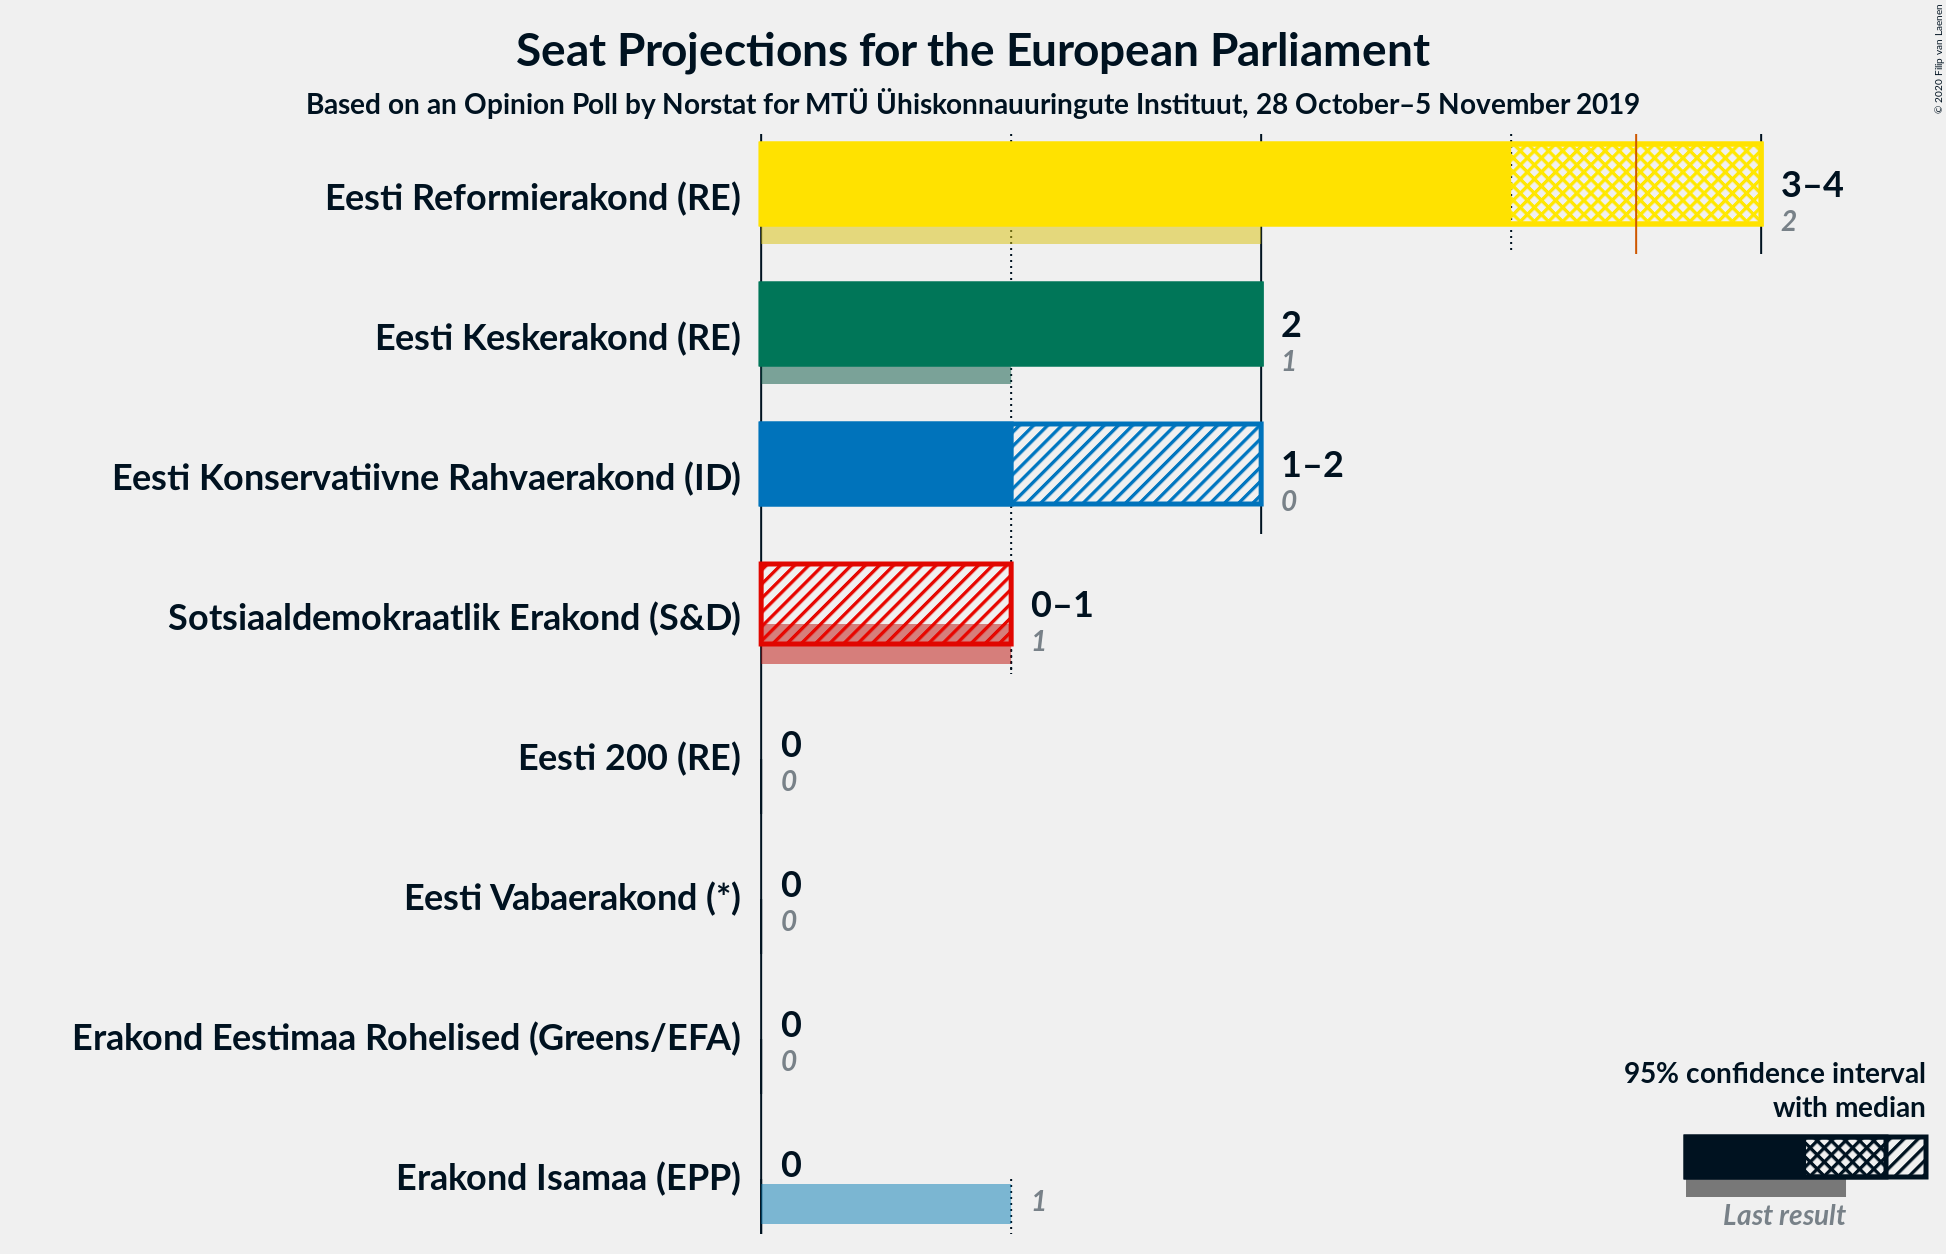 Seat Projections for the European Parliament
Based on an Opinion Poll by Norstat for MTÜ Ühiskonnauuringute Instituut, 28 October–5 November 2019
© 2020 Filip van Laenen
Eesti Reformierakond (RE)
3–4
2
Eesti Keskerakond (RE)
2
1
Eesti Konservatiivne Rahvaerakond (ID)
1–2
0
Sotsiaaldemokraatlik Erakond (S&D)
0–1
1
Eesti 200 (RE)
0
0
Eesti Vabaerakond (*)
0
0
Erakond Eestimaa Rohelised (Greens/EFA)
0
0
Erakond Isamaa (EPP)
0
1
95% confidence interval
with median
Last result